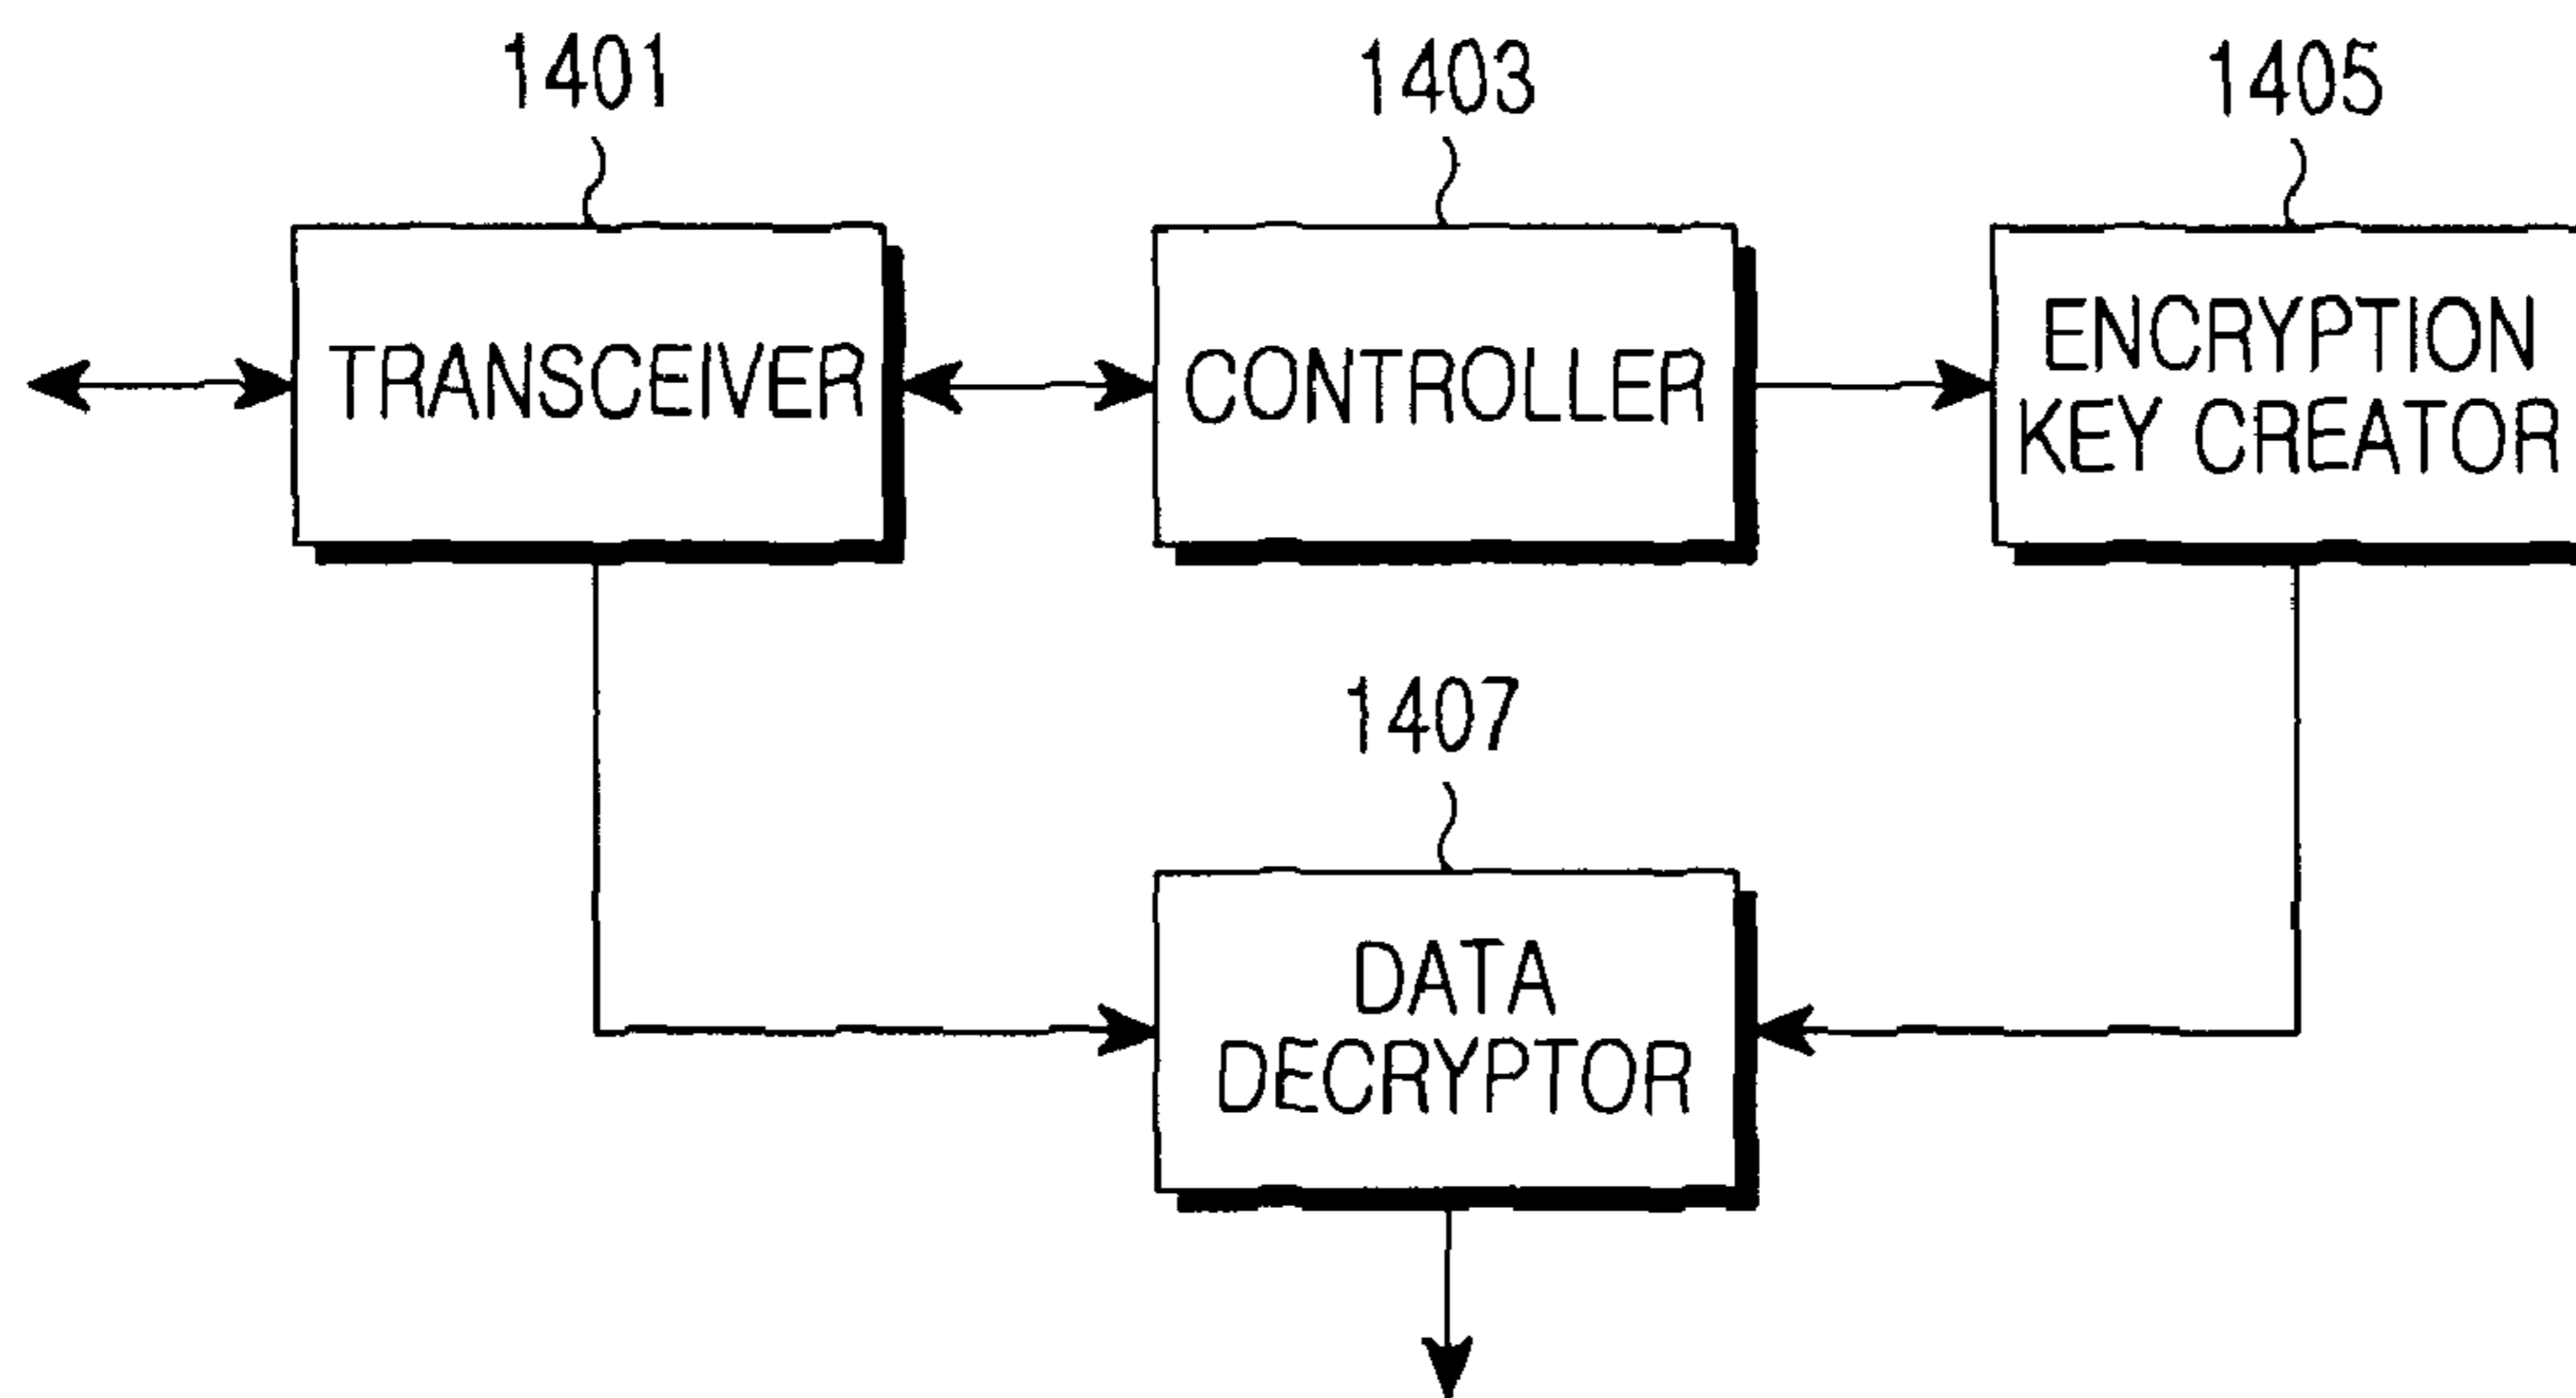 1401
1403
1405
TRANSCEIVER
CONTROLLER
ENCRYPTION
KEY CREATOR
1407
DATA
DECRYPTOR